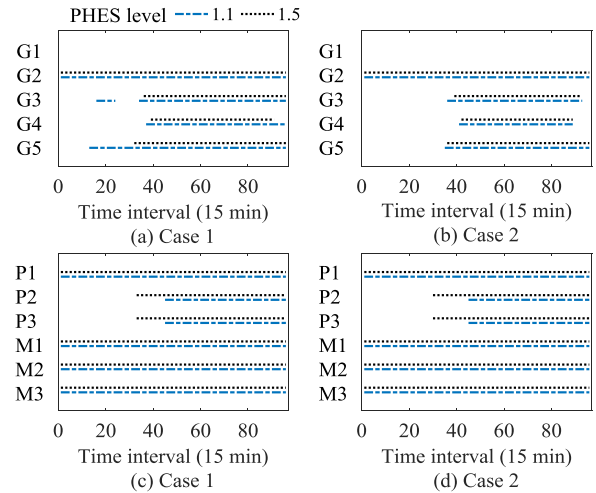 PHES level 1.1 1.5
G1
G2
G3
G4
G5
0 20 40 60 80
Time interval (15 min)
(a) Case 1
G1
G2
G3
G4
G5
0 20 40 60 80
Time interval (15 min)
(b) Case 2
P1
P2
P3
M1
M2
M3
0 20 40 60 80
Time interval (15 min)
(c) Case 1
P1
P2
P3
M1
M2
M3
0 20 40 60 80
Time interval (15 min)
(d) Case 2